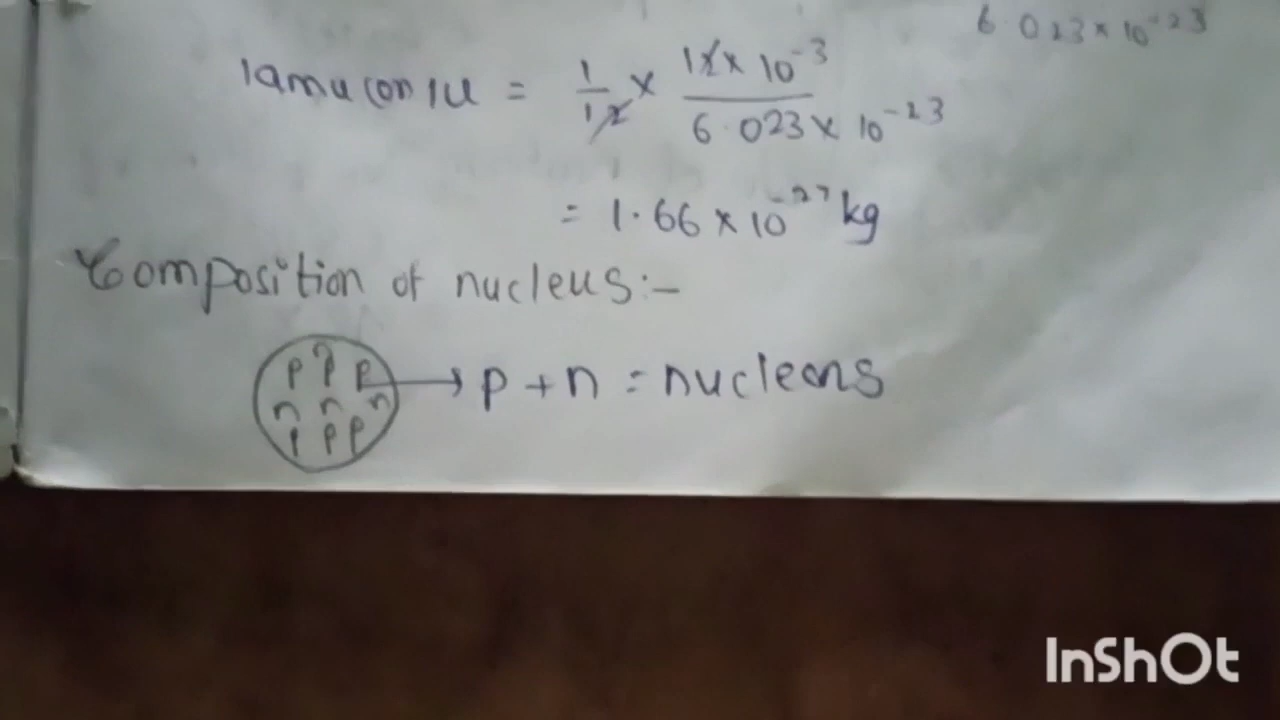 6.023×10⁻²³
1amu (or) 1u = 1/12 × 12×10⁻³/6.023×10⁻²³
= 1.66×10⁻²⁷ kg
Composition of nucleus:-
p p p → p+n = nucleons
n n n
p p p
InShOt